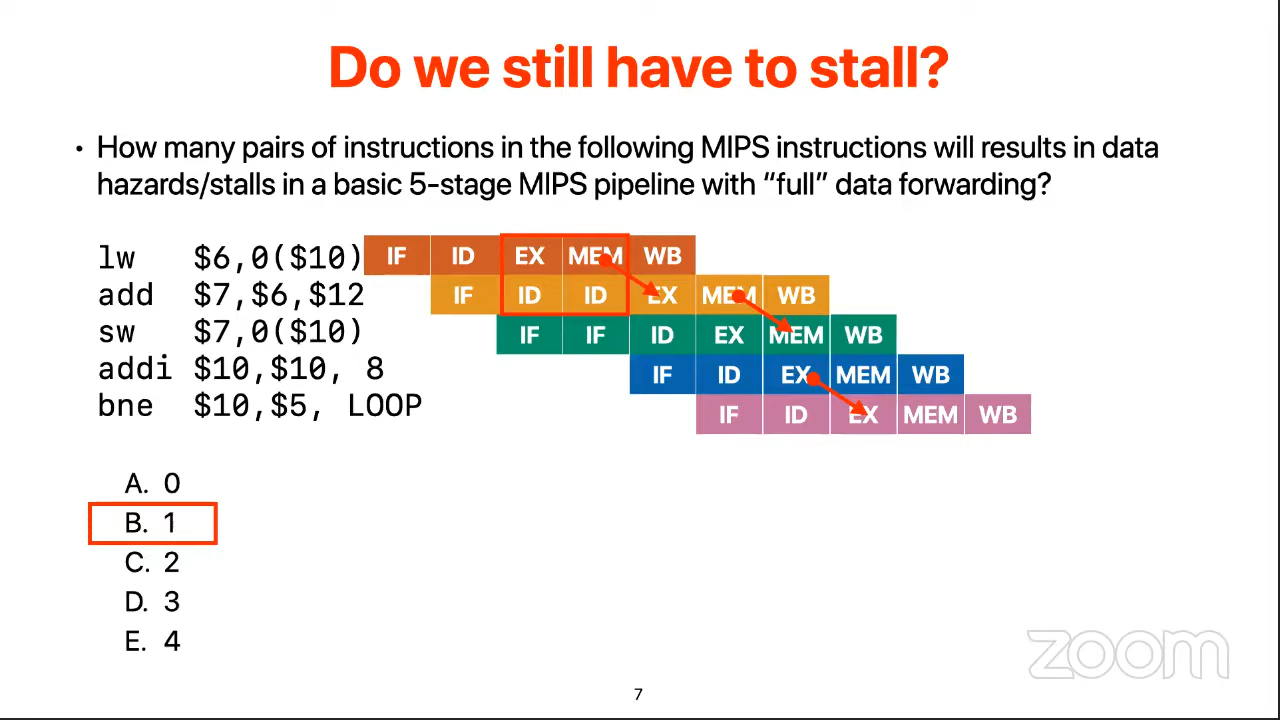 Do we still have to stall?
• How many pairs of instructions in the following MIPS instructions will results in data
hazards/stalls in a basic 5-stage MIPS pipeline with “full” data forwarding?
lw $6,0($10) IF ID EX MEM WB
add $7,$6,$12 IF ID ID EX MEM WB
sw $7,0($10) IF IF ID EX MEM WB
addi $10,$10, 8 IF ID EX MEM WB
bne $10,$5, LOOP IF ID EX MEM WB
A. 0
B. 1
C. 2
D. 3
E. 4
zoom
7